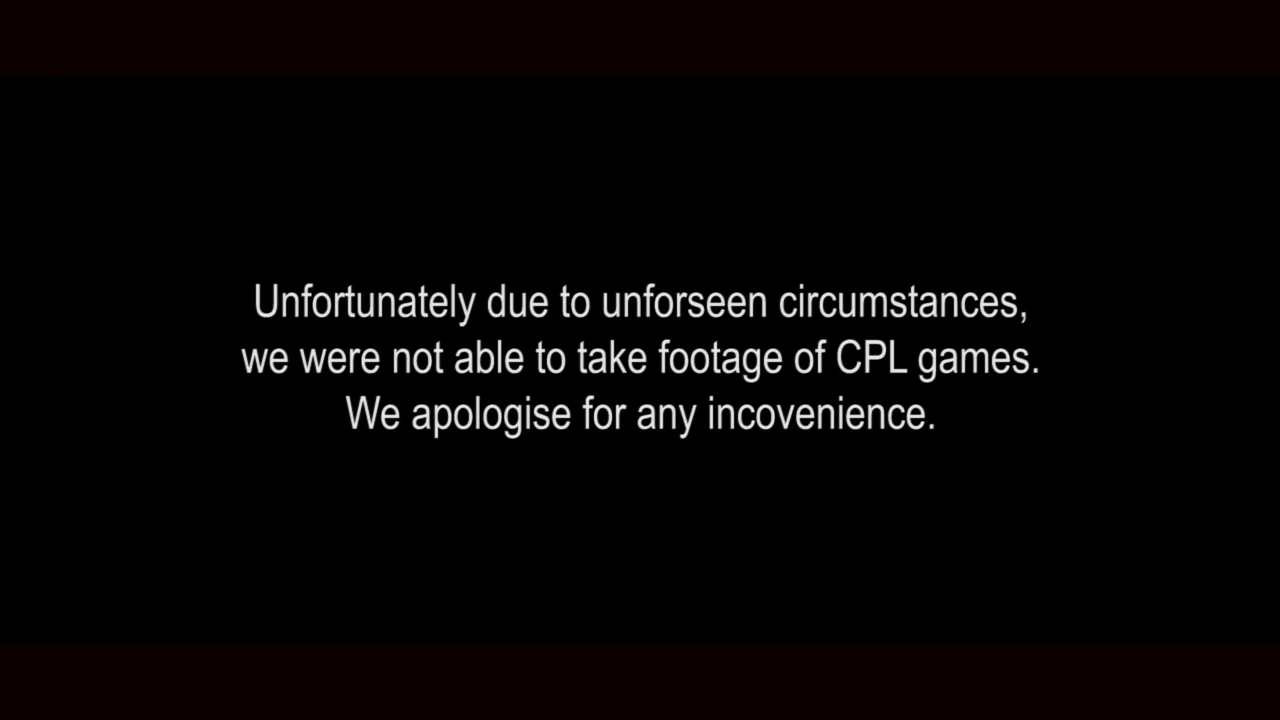 Unfortunately due to unforseen circumstances,
we were not able to take footage of CPL games.
We apologise for any incovenience.